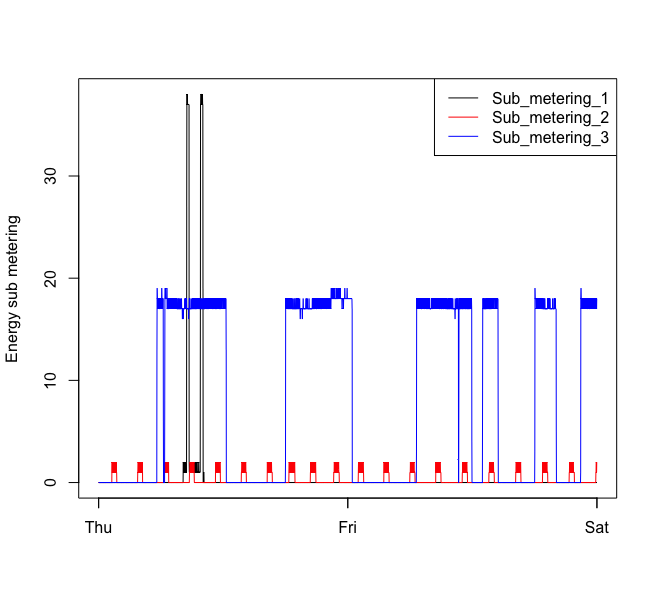 Sub_metering_1
Sub_metering_2
Sub_metering_3
Energy sub metering
30
20
10
0
Thu Fri Sat